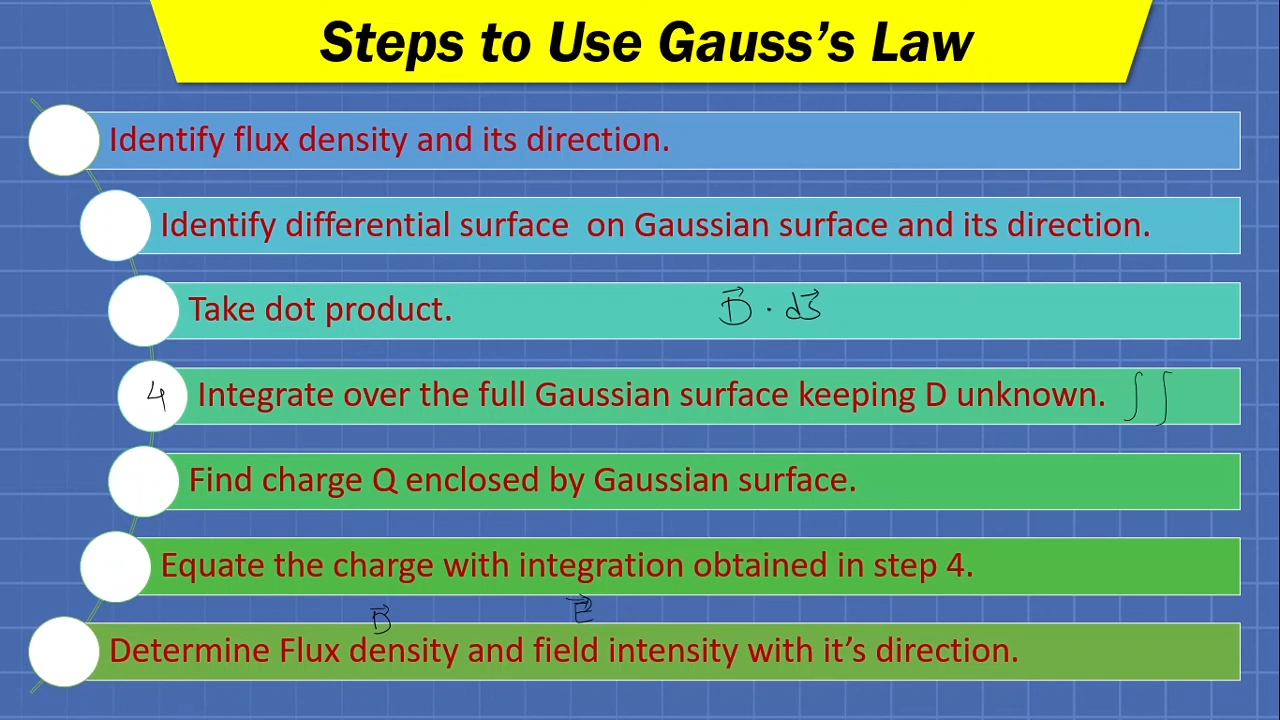 Steps to Use Gauss’s Law
Identify flux density and its direction.
Identify differential surface on Gaussian surface and its direction.
Take dot product. D⃗ · dS⃗
4 Integrate over the full Gaussian surface keeping D unknown. ∫∫
Find charge Q enclosed by Gaussian surface.
Equate the charge with integration obtained in step 4.
D⃗ E⃗
Determine Flux density and field intensity with it’s direction.